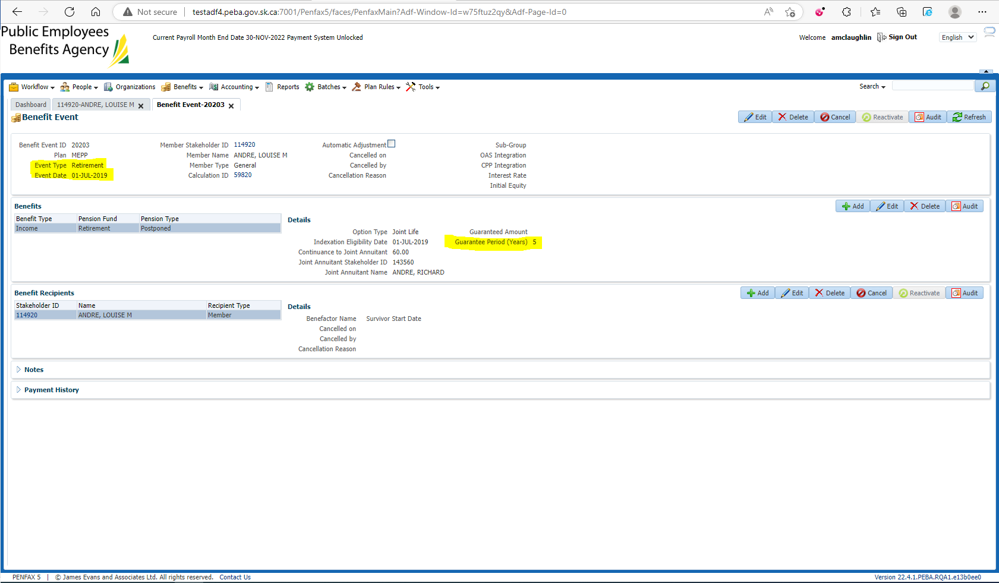 Not secure | testadf4.peba.gov.sk.ca:7001/Penfax5/faces/PenfaxMain?Adf-Window-Id=w75ftuz2qy&Adf-Page-Id=0
Public Employees
Benefits Agency
Current Payroll Month End Date 30-NOV-2022 Payment System Unlocked
Welcome amclaughlin Sign Out English
Workflow People Organizations Benefits Accounting Reports Batches Plan Rules Tools Search
Dashboard 114920-ANDRE, LOUISE M Benefit Event-20203
Benefit Event Edit Delete Cancel Reactivate Audit Refresh
Benefit Event ID 20203 Member Stakeholder ID 114920 Automatic Adjustment Sub-Group
Plan MEPP Member Name ANDRE, LOUISE M Cancelled on OAS Integration
Event Type Retirement Member Type General Cancelled by CPP Integration
Event Date 01-JUL-2019 Calculation ID 59820 Cancellation Reason Interest Rate
Initial Equity
Benefits Add Edit Delete Audit
Benefit Type Pension Fund Pension Type
Income Retirement Postponed
Details
Option Type Joint Life Guaranteed Amount
Indexation Eligibility Date 01-JUL-2019 Guarantee Period (Years) 5
Continuance to Joint Annuitant 60.00
Joint Annuitant Stakeholder ID 143560
Joint Annuitant Name ANDRE, RICHARD
Benefit Recipients Add Edit Delete Cancel Reactivate Audit
Stakeholder ID Name Recipient Type
114920 ANDRE, LOUISE M Member
Details
Benefactor Name Survivor Start Date
Cancelled on
Cancelled by
Cancellation Reason
Notes
Payment History
PENFAX 5 | © James Evans and Associates Ltd. All rights reserved. Contact Us Version 22.4.1.PEBA.RQA1.e13b0ee0